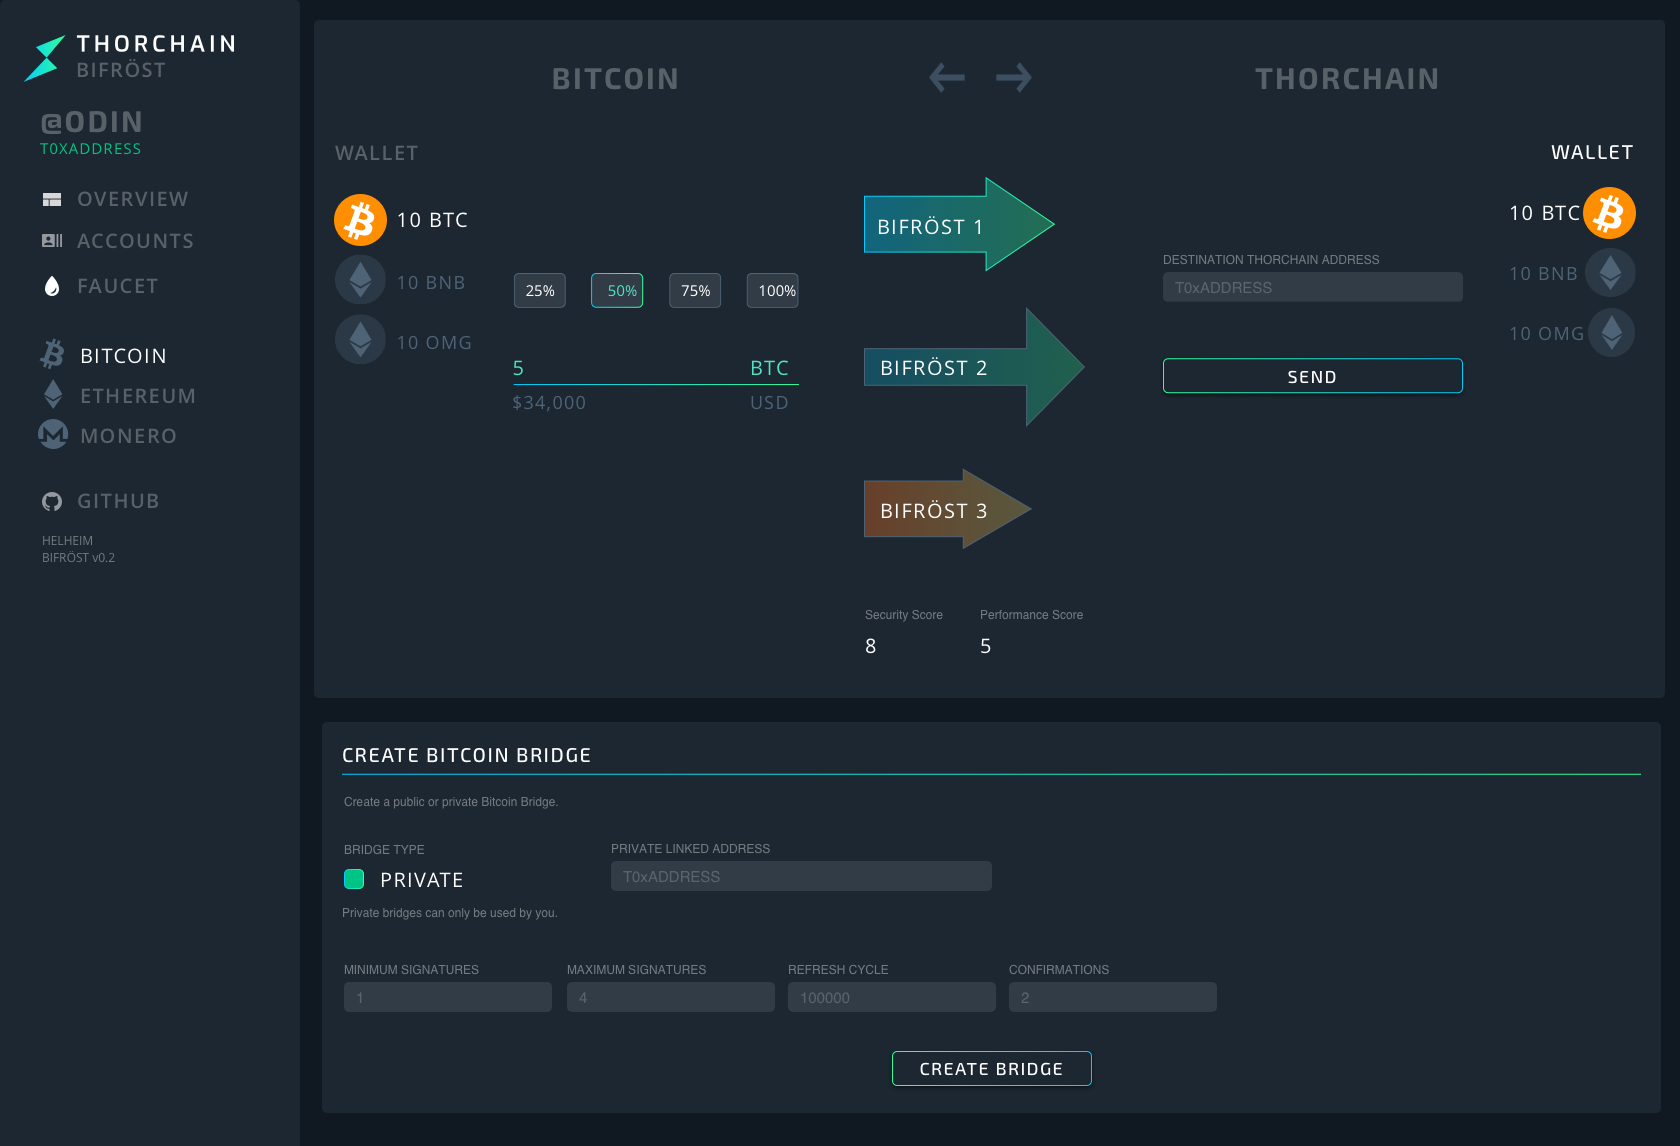 THORCHAIN
BIFRÖST
@ODIN
T0XADDRESS
OVERVIEW
ACCOUNTS
FAUCET
BITCOIN
ETHEREUM
MONERO
GITHUB
HELHEIM
BIFRÖST v0.2
BITCOIN
THORCHAIN
WALLET
10 BTC
10 BNB
10 OMG
25%
50%
75%
100%
5 BTC
$34,000 USD
BIFRÖST 1
BIFRÖST 2
BIFRÖST 3
Security Score
8
Performance Score
5
DESTINATION THORCHAIN ADDRESS
T0xADDRESS
SEND
WALLET
10 BTC
10 BNB
10 OMG
CREATE BITCOIN BRIDGE
Create a public or private Bitcoin Bridge.
BRIDGE TYPE
PRIVATE
Private bridges can only be used by you.
PRIVATE LINKED ADDRESS
T0xADDRESS
MINIMUM SIGNATURES
1
MAXIMUM SIGNATURES
4
REFRESH CYCLE
100000
CONFIRMATIONS
2
CREATE BRIDGE